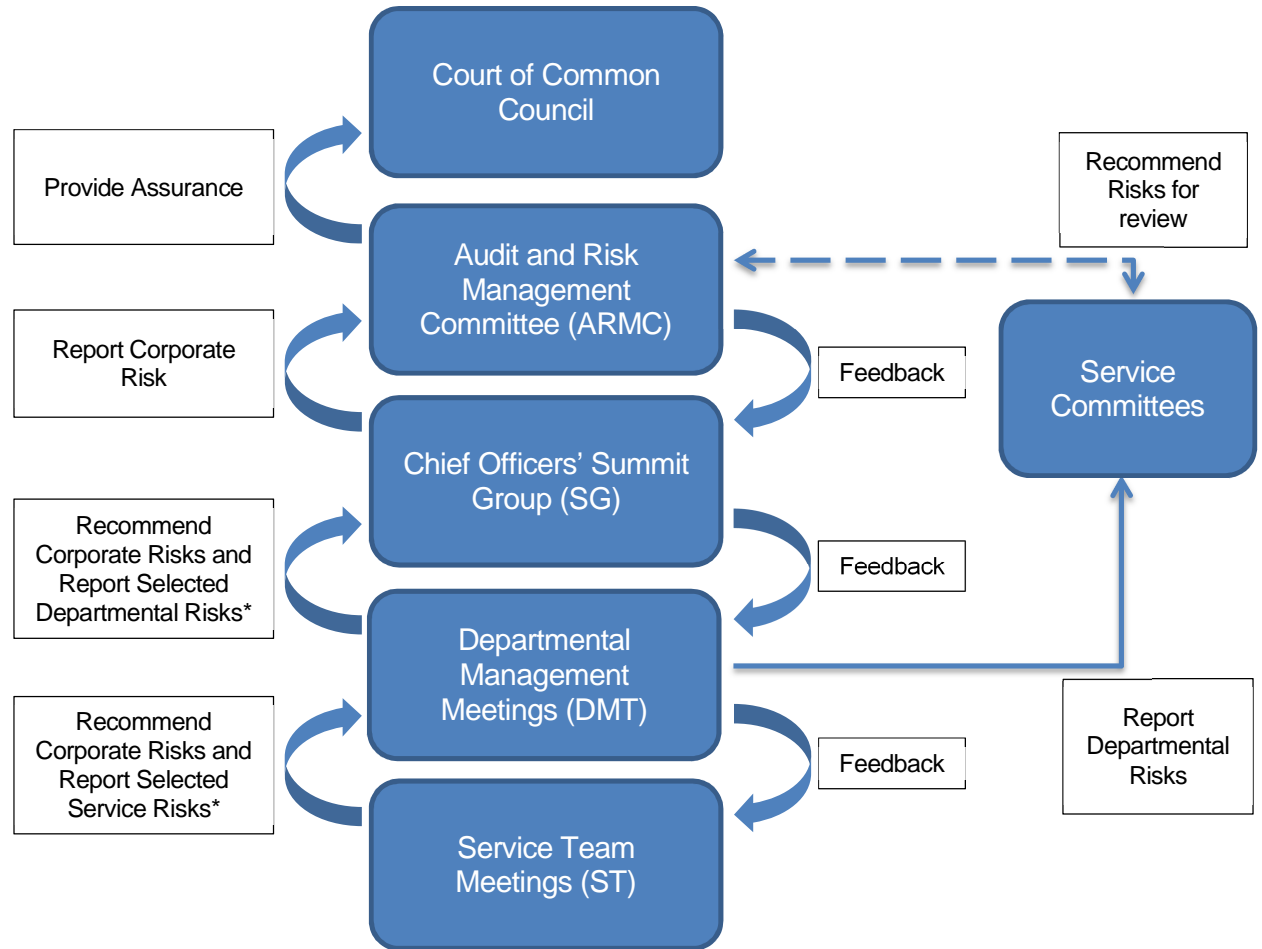 Court of Common
Council
Provide Assurance
Recommend
Risks for
review
Audit and Risk
Management
Committee (ARMC)
Report Corporate
Risk
Feedback
Service
Committees
Chief Officers’ Summit
Group (SG)
Recommend
Corporate Risks and
Report Selected
Departmental Risks*
Feedback
Departmental
Management
Meetings (DMT)
Recommend
Corporate Risks and
Report Selected
Service Risks*
Feedback
Report
Departmental
Risks
Service Team
Meetings (ST)